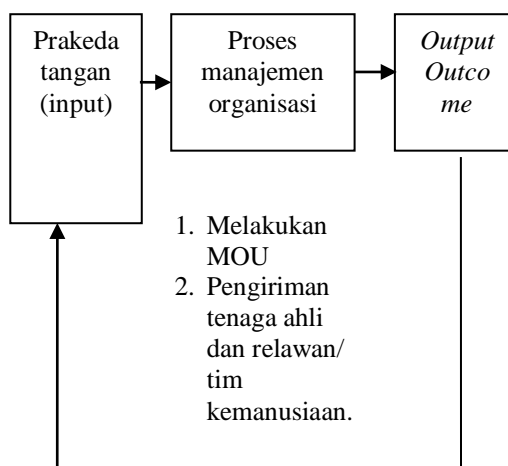 Prakeda
tangan
(input)
Proses
manajemen
organisasi
Output
Outco
me
1. Melakukan
MOU
2. Pengiriman
tenaga ahli
dan relawan/
tim
kemanusiaan.